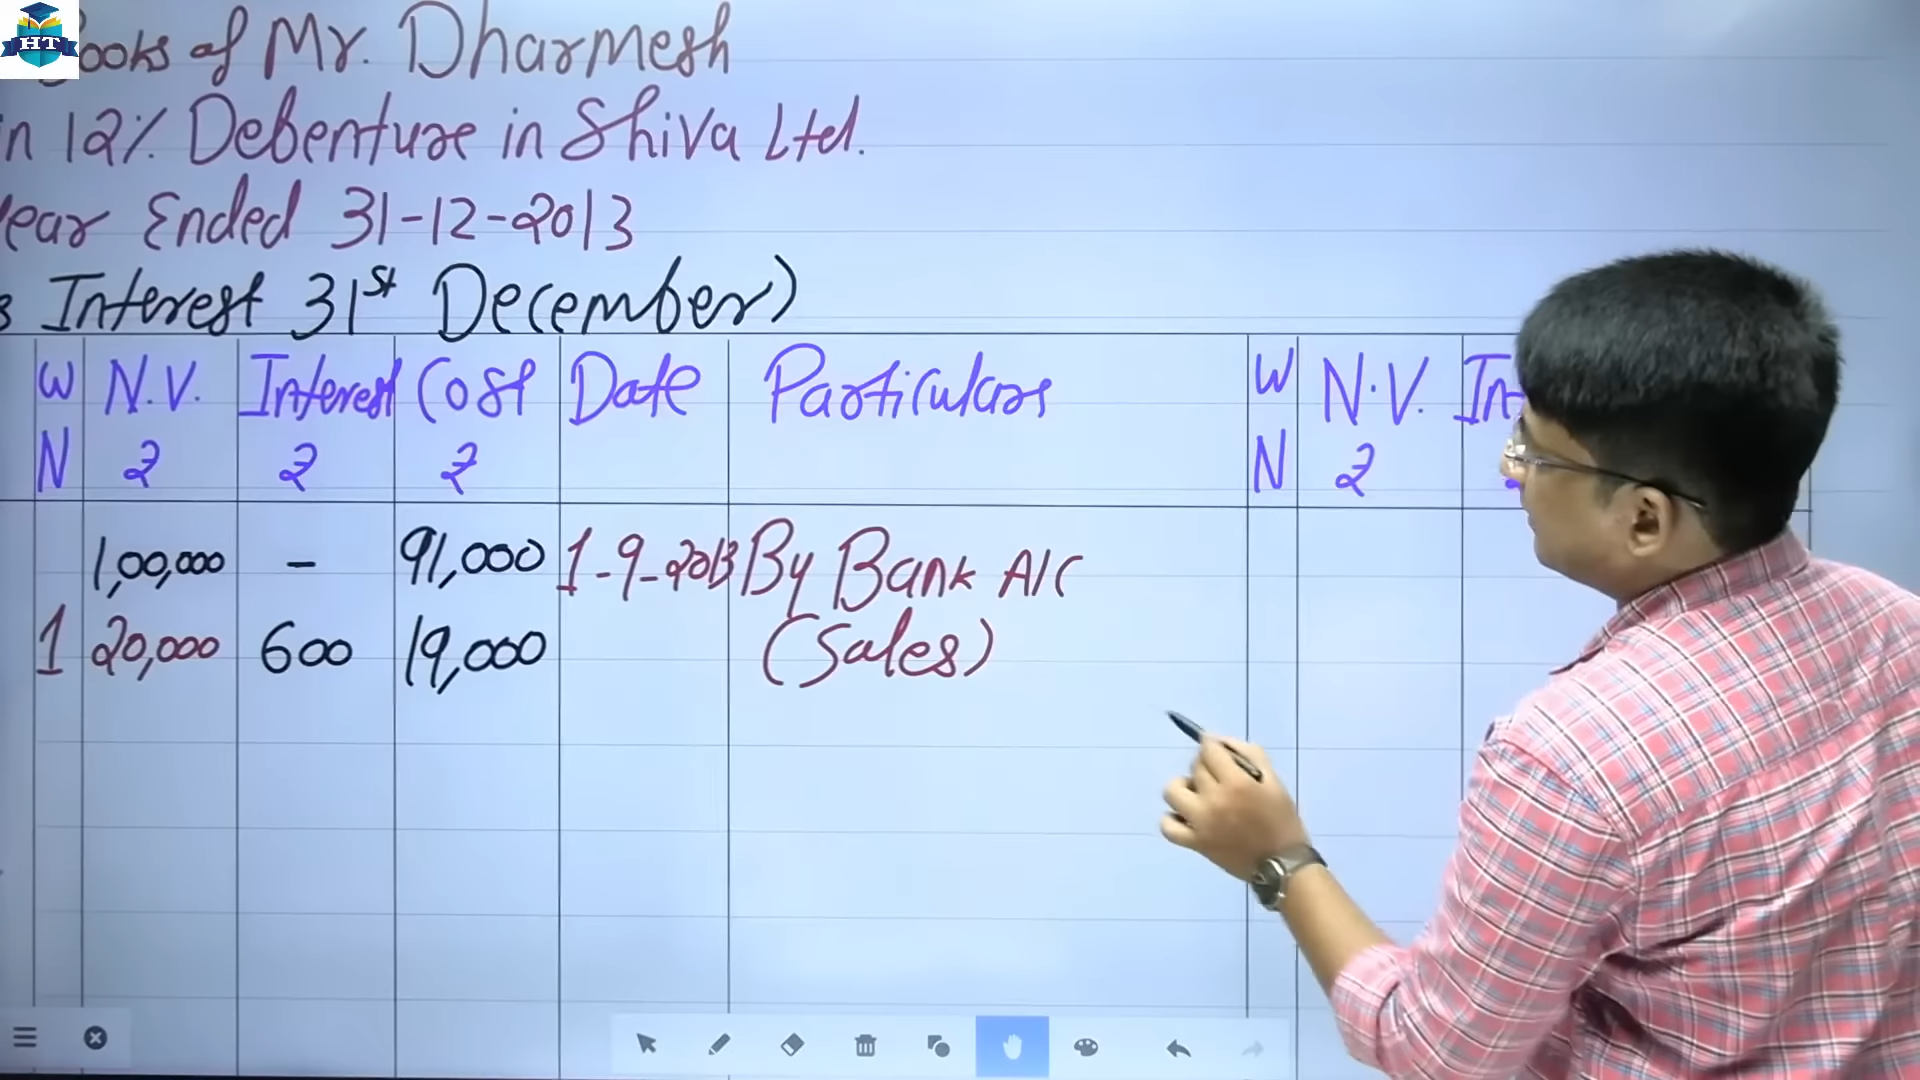 HT
Books of Mr. Dharmesh
in 12% Debenture in Shiva Ltd.
Year Ended 31-12-2013
Interest 31st December)
W N.V. Interest Cost Date Particulars W N.V. Int
N ₹ ₹ ₹ N ₹
1,00,000 - 91,000 1-9-2013 By Bank A/C
1 20,000 600 19,000 (Sales)